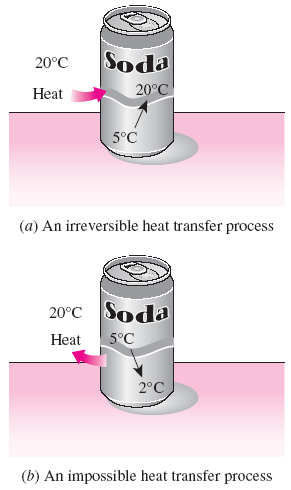 Soda
20°C
Heat
20°C
5°C
(a) An irreversible heat transfer process
Soda
20°C
Heat
5°C
2°C
(b) An impossible heat transfer process